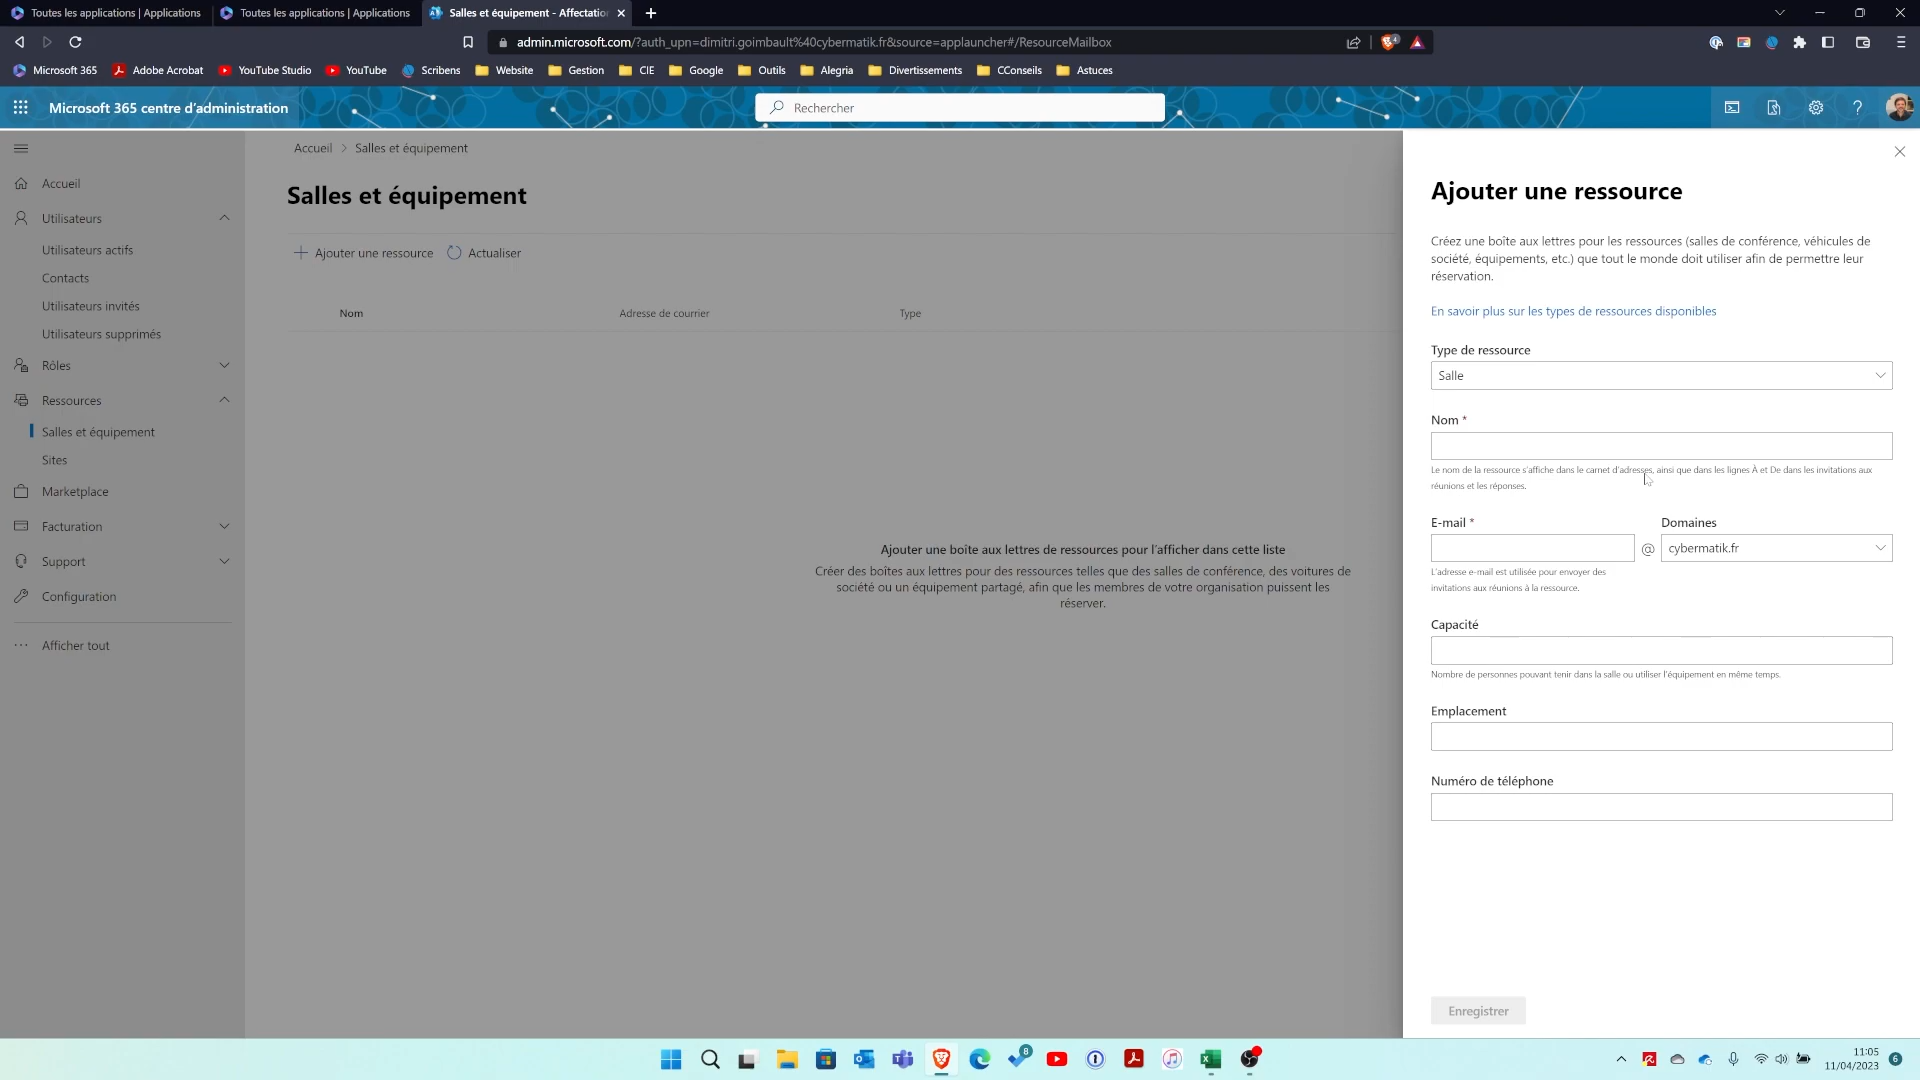 Toutes les applications | Applications
Toutes les applications | Applications
Salles et équipement - Affectation
admin.microsoft.com/?auth_upn=dimitri.goimbault%40cybermatik.fr&source=applauncher#/ResourceMailbox
Microsoft 365
Adobe Acrobat
YouTube Studio
YouTube
Scribens
Website
Gestion
CIE
Google
Outils
Alegria
Divertissements
CConseils
Astuces
Microsoft 365 centre d'administration
Rechercher
Accueil
Utilisateurs
Utilisateurs actifs
Contacts
Utilisateurs invités
Utilisateurs supprimés
Rôles
Ressources
Salles et équipement
Sites
Marketplace
Facturation
Support
Configuration
Afficher tout
Accueil > Salles et équipement
Salles et équipement
Ajouter une ressource
Actualiser
Nom
Adresse de courrier
Type
Ajouter une boîte aux lettres de ressources pour l'afficher dans cette liste
Créer des boîtes aux lettres pour des ressources telles que des salles de conférence, des voitures de
société ou un équipement partagé, afin que les membres de votre organisation puissent les
réserver.
Ajouter une ressource
Créez une boîte aux lettres pour les ressources (salles de conférence, véhicules de
société, équipements, etc.) que tout le monde doit utiliser afin de permettre leur
réservation.
En savoir plus sur les types de ressources disponibles
Type de ressource
Salle
Nom *
Le nom de la ressource s'affiche dans le carnet d'adresses, ainsi que dans les lignes À et De dans les invitations aux
réunions et les réponses.
E-mail *
Domaines
@
cybermatik.fr
L'adresse e-mail est utilisée pour envoyer des
invitations aux réunions à la ressource.
Capacité
Nombre de personnes pouvant tenir dans la salle ou utiliser l'équipement en même temps.
Emplacement
Numéro de téléphone
Enregistrer
8
11:05
11/04/2023
6